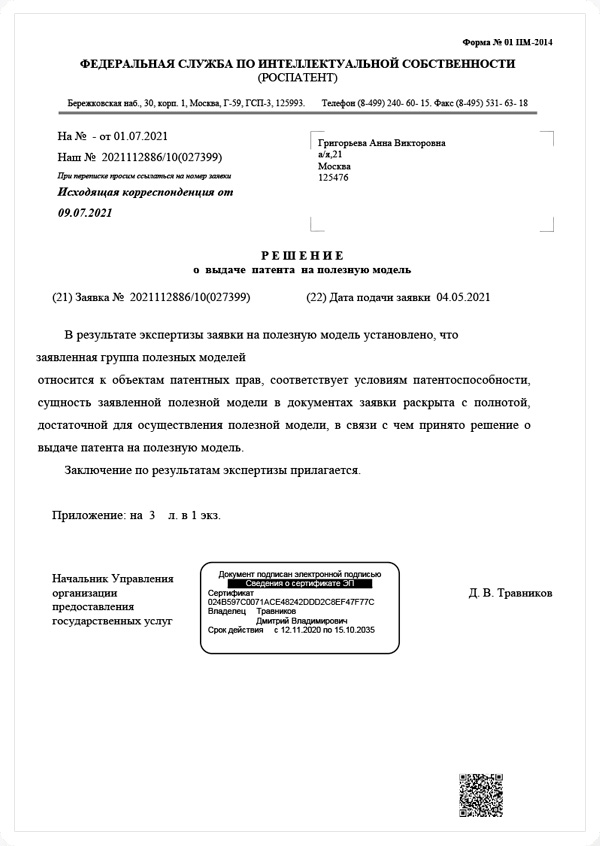 Форма № 01 ПМ-2014
ФЕДЕРАЛЬНАЯ СЛУЖБА ПО ИНТЕЛЛЕКТУАЛЬНОЙ СОБСТВЕННОСТИ
(РОСПАТЕНТ)
Бережковская наб., 30, корп. 1, Москва, Г-59, ГСП-3, 125993. Телефон (8-499) 240- 60- 15. Факс (8-495) 531- 63- 18
На № - от 01.07.2021
Наш № 2021112886/10(027399)
При переписке просим ссылаться на номер заявки
Исходящая корреспонденция от
09.07.2021
Григорьева Анна Викторовна
а/я,21
Москва
125476
Р Е Ш Е Н И Е
о выдаче патента на полезную модель
(21) Заявка № 2021112886/10(027399) (22) Дата подачи заявки 04.05.2021
В результате экспертизы заявки на полезную модель установлено, что
заявленная группа полезных моделей
относится к объектам патентных прав, соответствует условиям патентоспособности,
сущность заявленной полезной модели в документах заявки раскрыта с полнотой,
достаточной для осуществления полезной модели, в связи с чем принято решение о
выдаче патента на полезную модель.
Заключение по результатам экспертизы прилагается.
Приложение: на 3 л. в 1 экз.
Начальник Управления
организации
предоставления
государственных услуг
Документ подписан электронной подписью
Сведения о сертификате ЭП
Сертификат
024B597C0071ACE48242DDD2C8EF47F77C
Владелец Травников
Дмитрий Владимирович
Срок действия с 12.11.2020 по 15.10.2035
Д. В. Травников